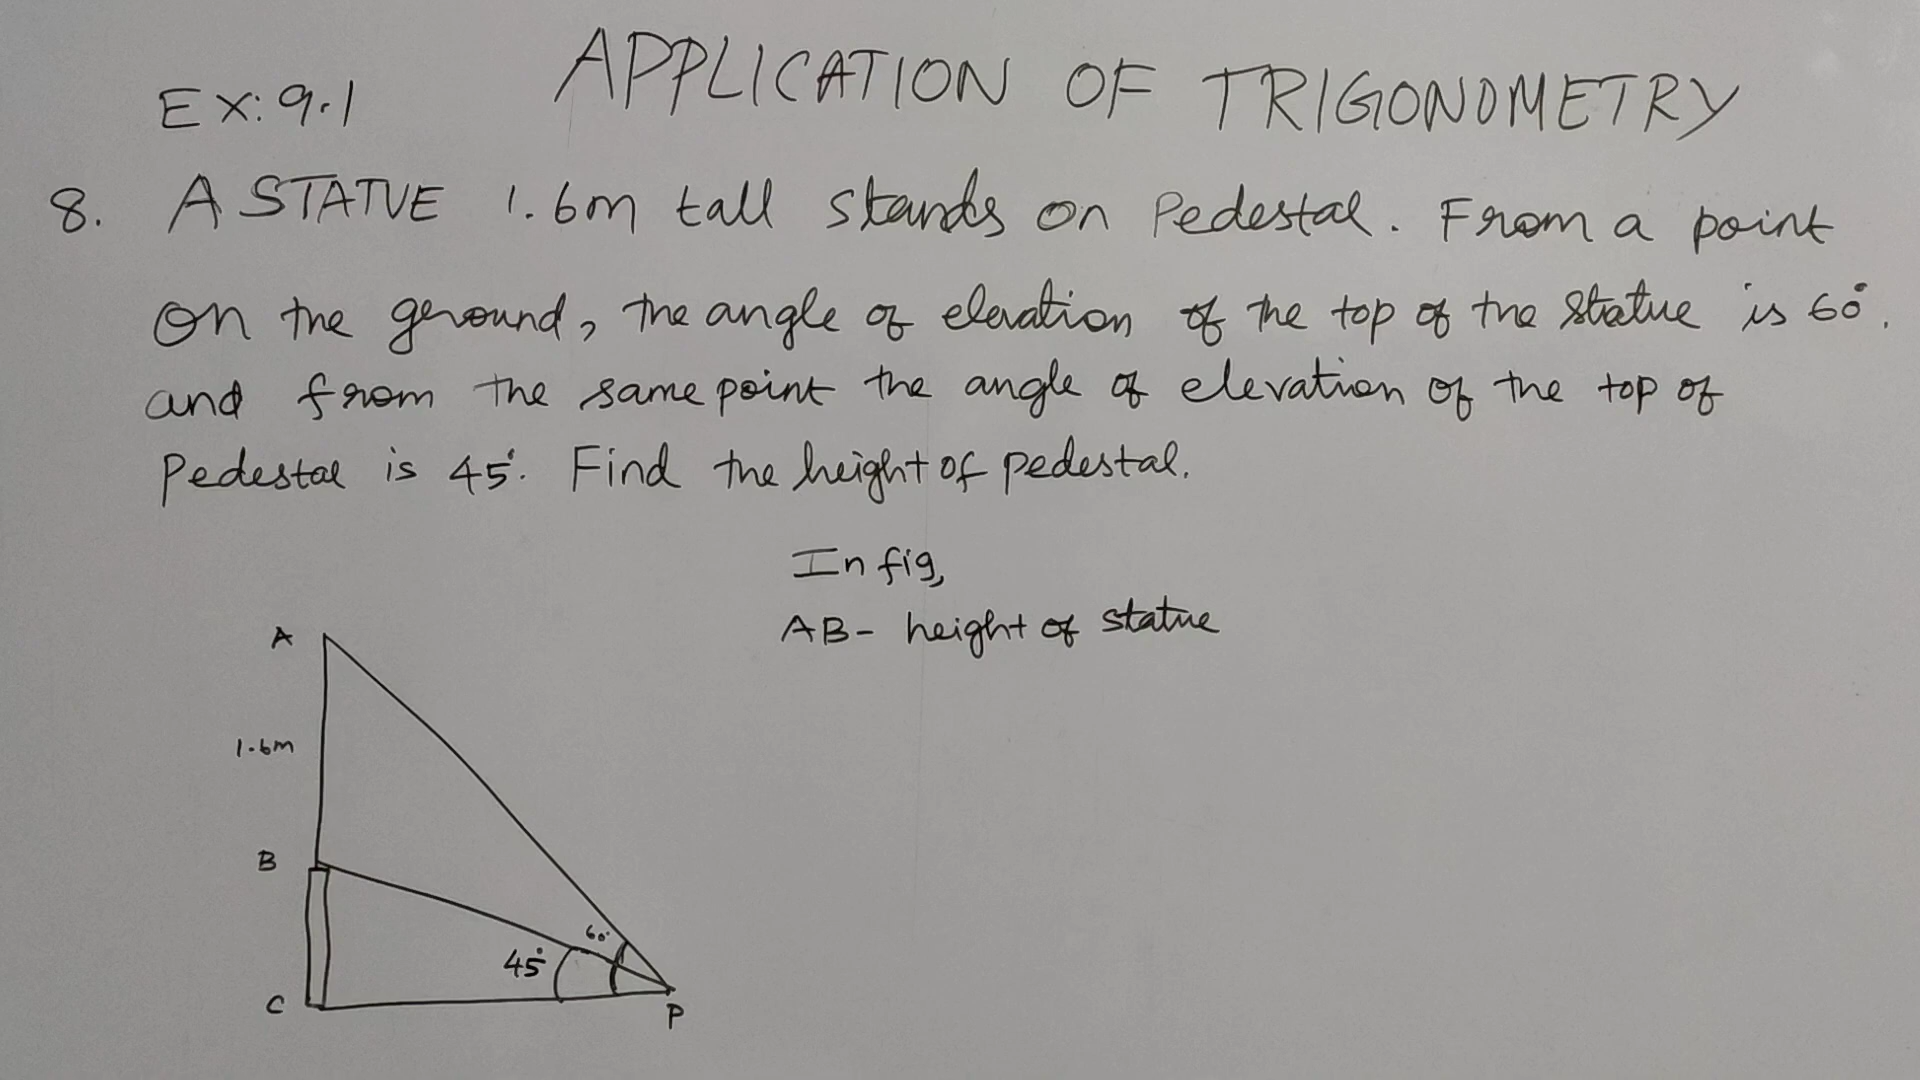 APPLICATION OF TRIGONOMETRY
EX: 9.1
8. A STATUE 1.6m tall stands on Pedestal. From a point
on the ground, the angle of elevation of the top of the statue is 60°.
and from the same point the angle of elevation of the top of
Pedestal is 45°. Find the height of pedestal.
In fig,
AB- height of statue
A
1.6m
B
60°
45°
C
P